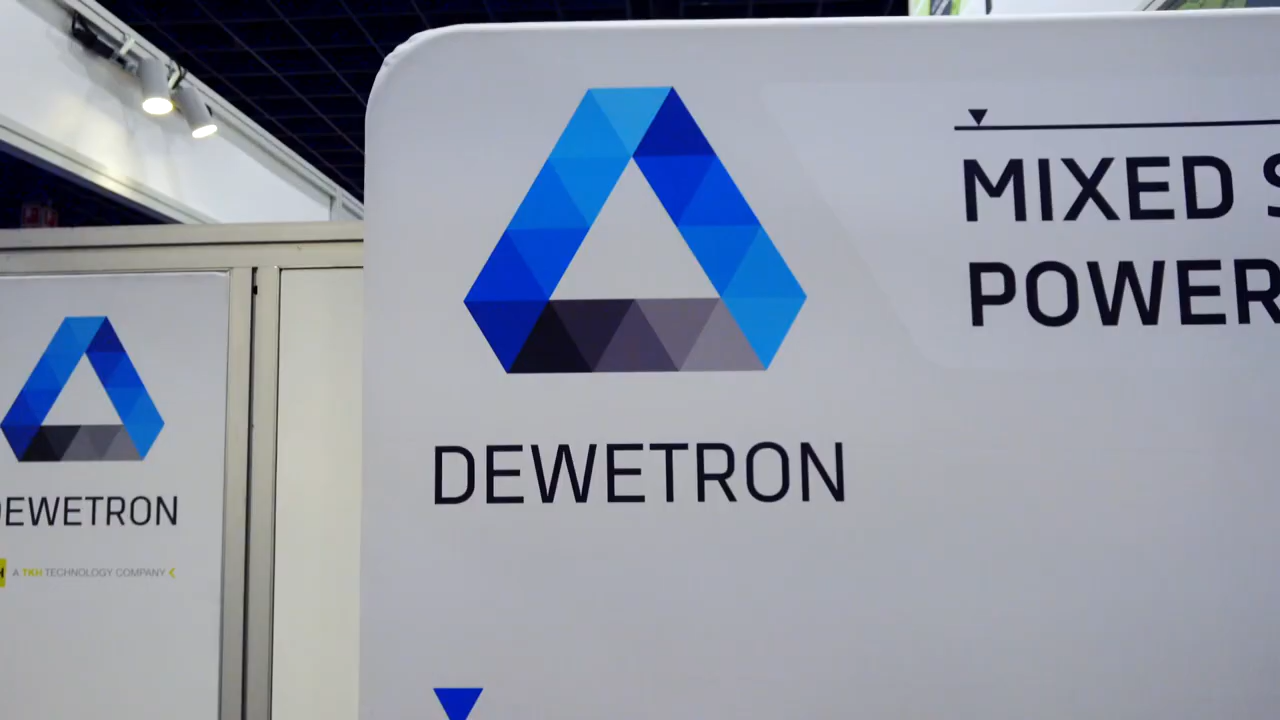 DEWETRON
MIXED
POWER
DEWETRON
A TKH TECHNOLOGY COMPANY